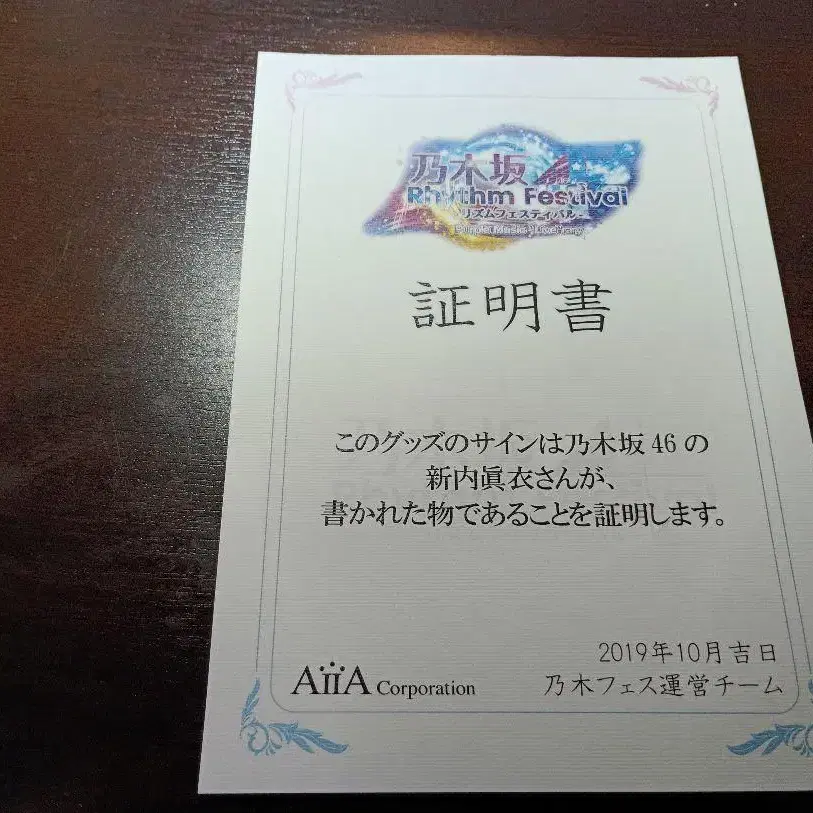 乃木坂46
Rhythm Festival
-リズムフェスティバル-
証明書
このグッズのサインは乃木坂46の
新内眞衣さんが、
書かれた物であることを証明します。
2019年10月吉日
AiiA Corporation
乃木フェス運営チーム